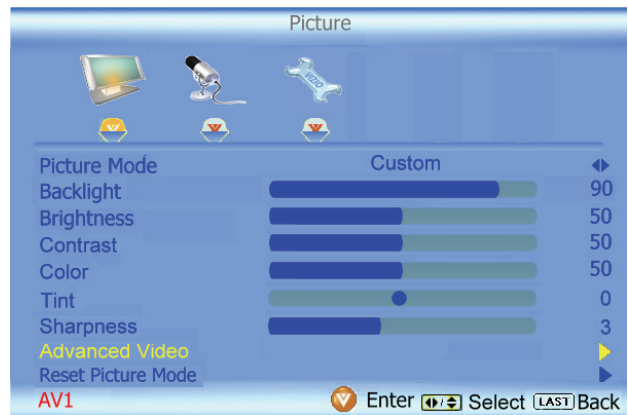 Picture
VIZIO
Picture Mode Custom
Backlight 90
Brightness 50
Contrast 50
Color 50
Tint 0
Sharpness 3
Advanced Video
Reset Picture Mode
AV1 V Enter Select LAST Back